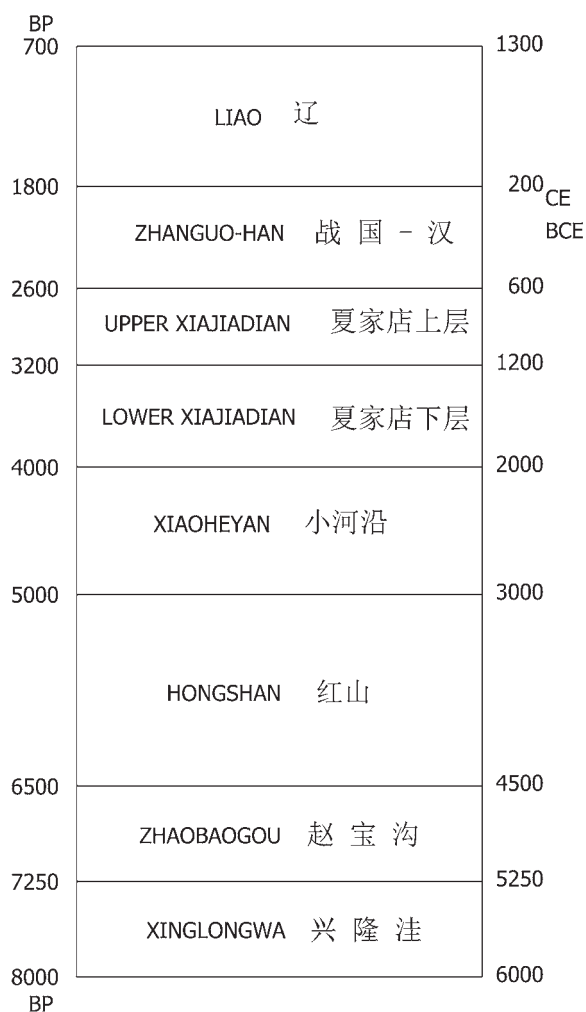 BP
700 1300
LIAO 辽
1800 200 CE
BCE
ZHANGUO-HAN 战国-汉
2600 600
UPPER XIAJIADIAN 夏家店上层
3200 1200
LOWER XIAJIADIAN 夏家店下层
4000 2000
XIAOHEYAN 小河沿
5000 3000
HONGSHAN 红山
6500 4500
ZHAOBAOGOU 赵宝沟
7250 5250
XINGLONGWA 兴隆洼
8000 6000
BP